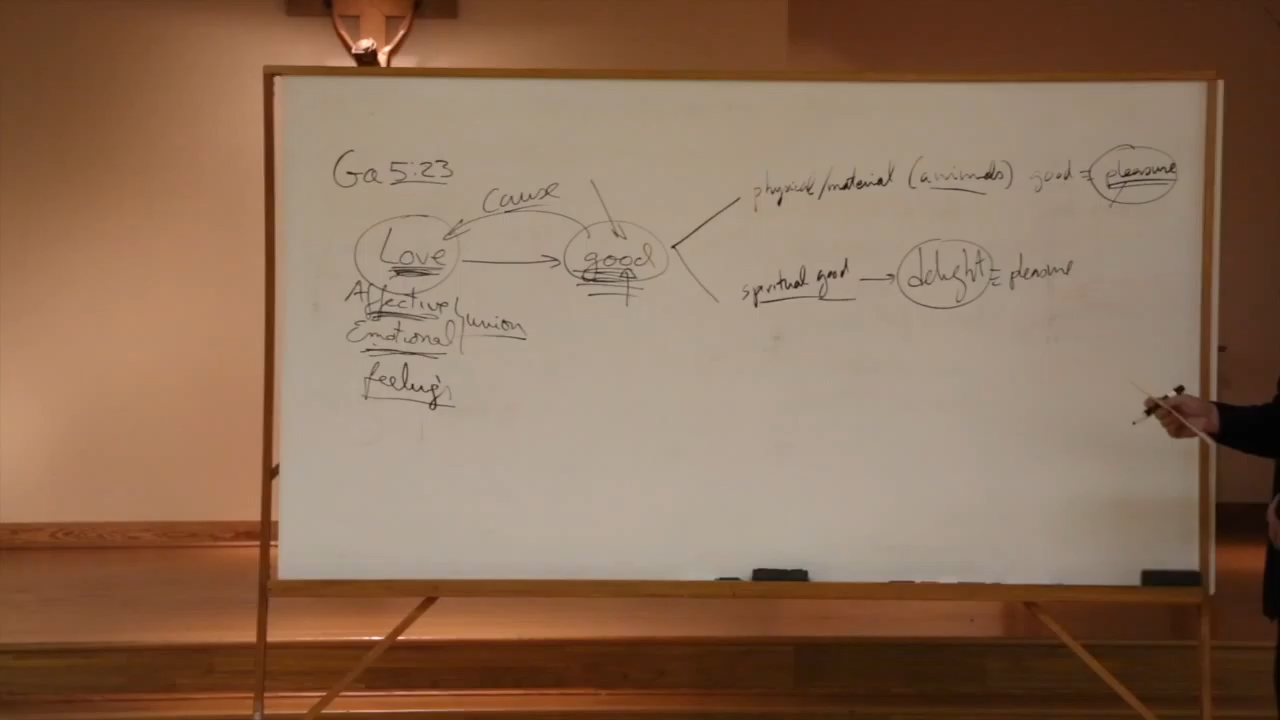 Ga 5:23
Cause
Love
good
Affective
Emotional
union
feelings
physical/material (animals) good = pleasure
spiritual good → delight = pleasure